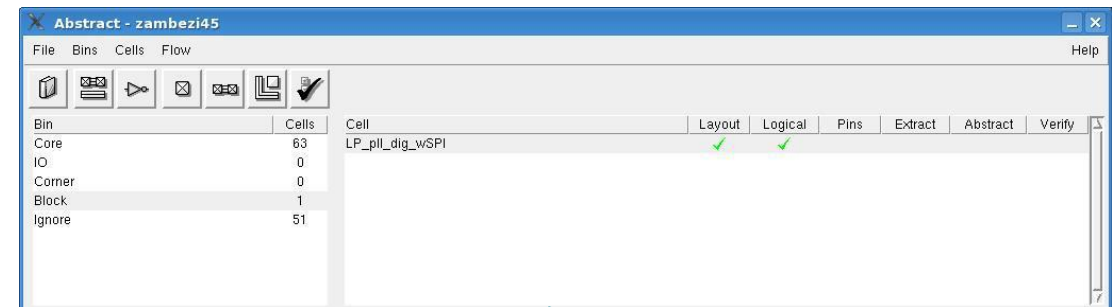 Abstract - zambezi45
File Bins Cells Flow Help
Bin Cells Cell Layout Logical Pins Extract Abstract Verify
Core 63 LP_pll_dig_wSPI
IO 0
Corner 0
Block 1
Ignore 51